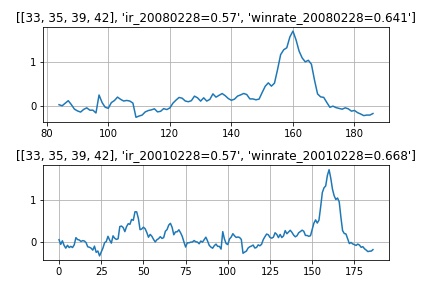 [[33, 35, 39, 42], 'ir_20080228=0.57', 'winrate_20080228=0.641']
1
0
80 100 120 140 160 180
[[33, 35, 39, 42], 'ir_20010228=0.57', 'winrate_20010228=0.668']
1
0
0 25 50 75 100 125 150 175